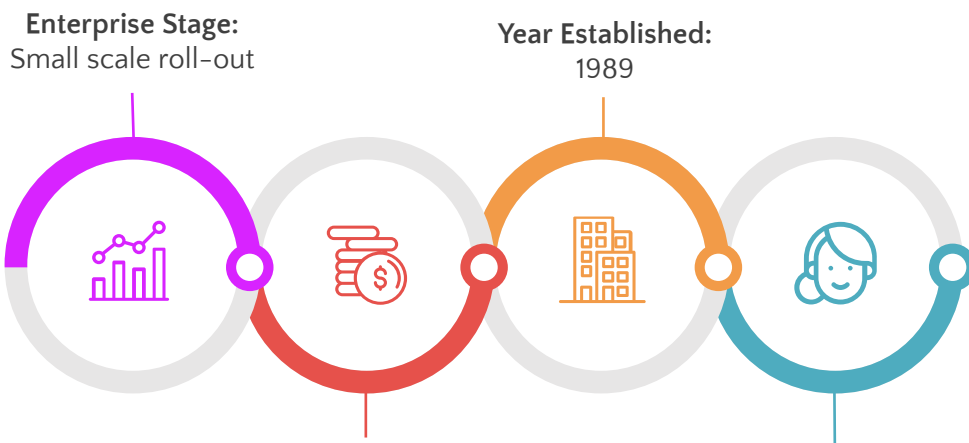 Enterprise Stage:
Small scale roll-out
Year Established:
1989
$